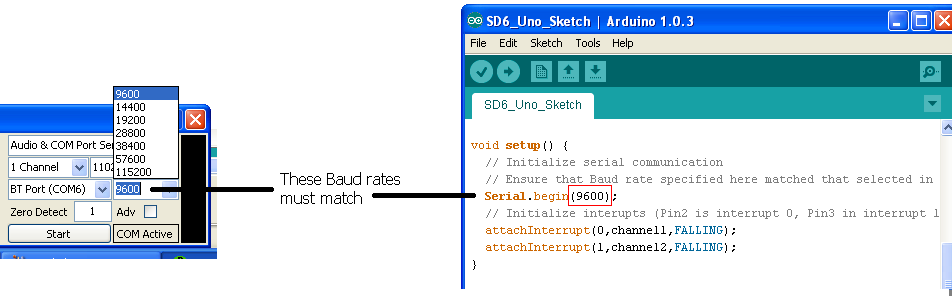 9600
14400
19200
28800
38400
57600
115200
Audio & COM Port Se
1 Channel 1102
BT Port (COM6) 9600
Zero Detect 1 Adv
Start COM Active
These Baud rates
must match
SD6_Uno_Sketch | Arduino 1.0.3
File Edit Sketch Tools Help
SD6_Uno_Sketch
void setup() {
// Initialize serial communication
// Ensure that Baud rate specified here matched that selected in
Serial.begin(9600);
// Initialize interupts (Pin2 is interrupt 0, Pin3 in interrupt 1
attachInterrupt(0,channel1,FALLING);
attachInterrupt(1,channel2,FALLING);
}